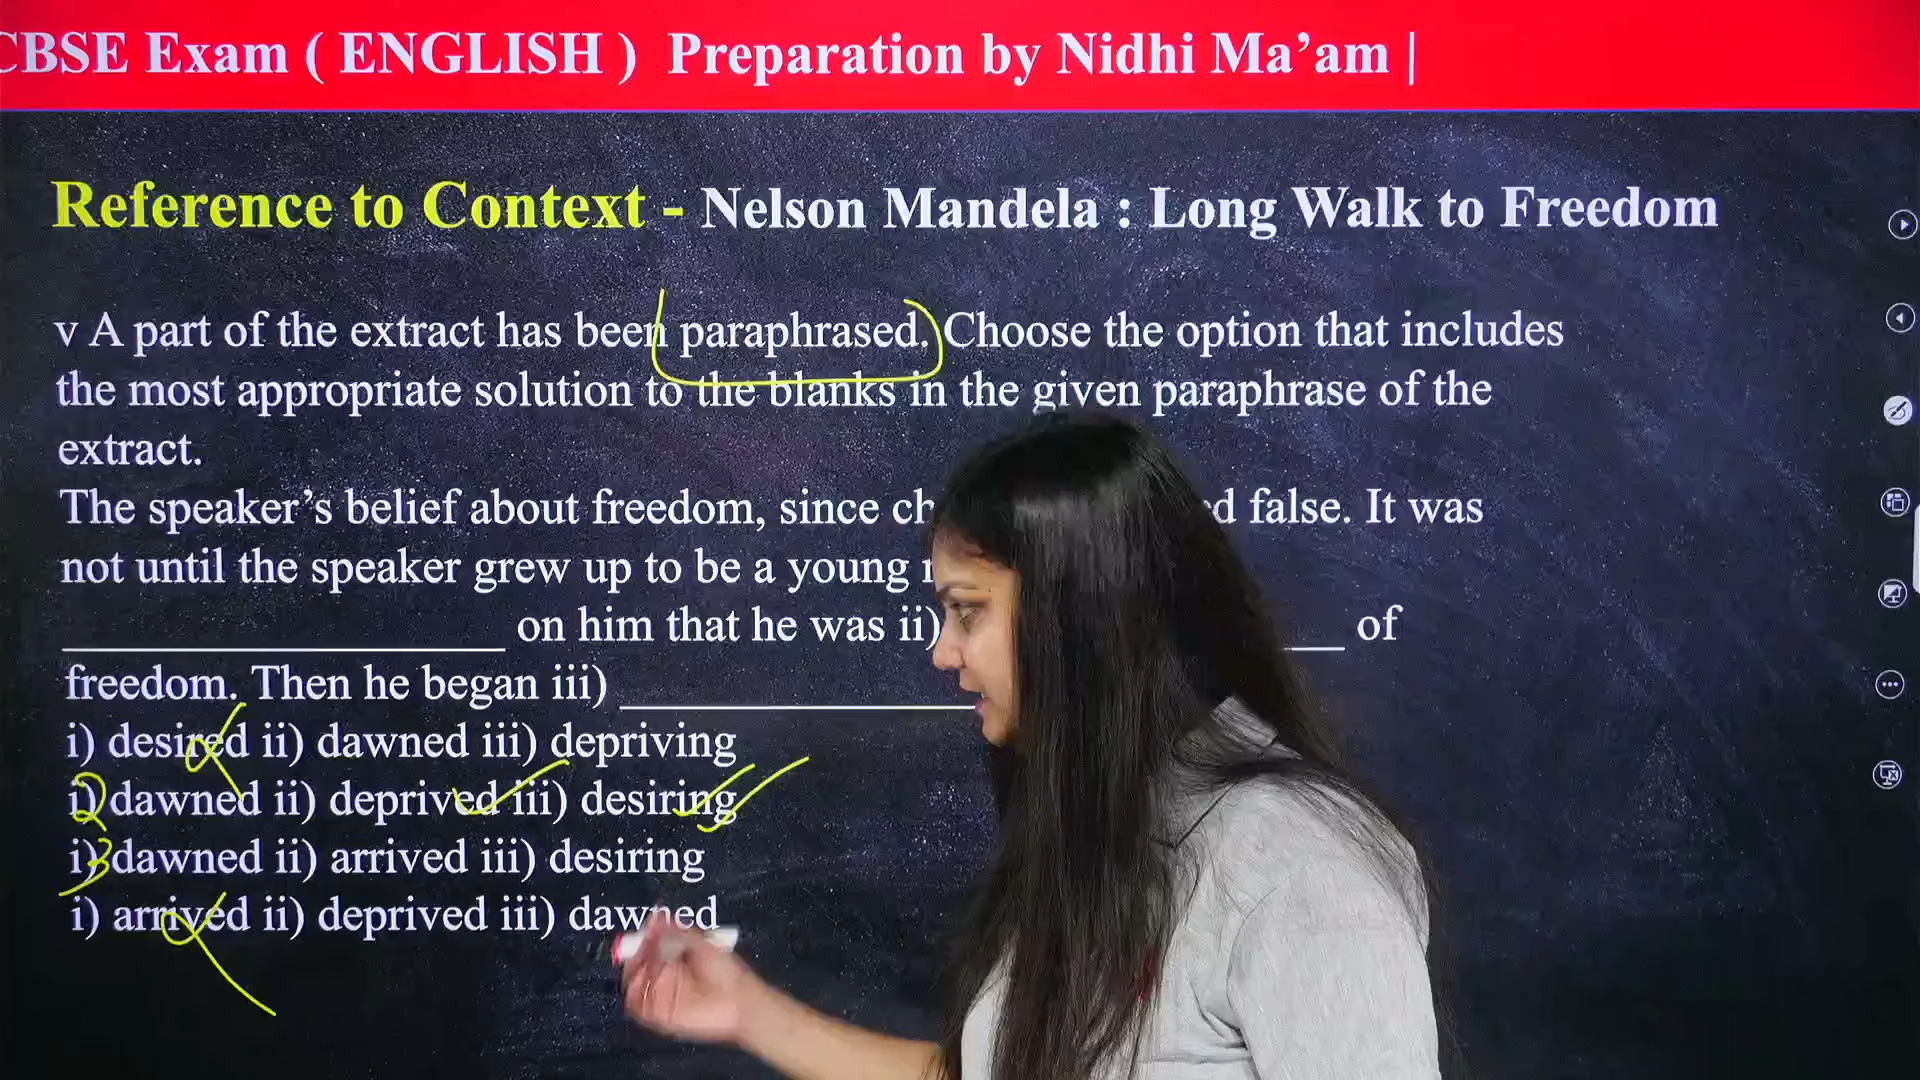 CBSE Exam ( ENGLISH ) Preparation by Nidhi Ma’am |
Reference to Context - Nelson Mandela : Long Walk to Freedom
v A part of the extract has been paraphrased. Choose the option that includes
the most appropriate solution to the blanks in the given paraphrase of the
extract.
The speaker’s belief about freedom, since false. It was
not until the speaker grew up to be a young
____________________ on him that he was ii) of
freedom. Then he began iii) ________________
i) desired ii) dawned iii) depriving
i) dawned ii) deprived iii) desiring
i) dawned ii) arrived iii) desiring
i) arrived ii) deprived iii) dawned